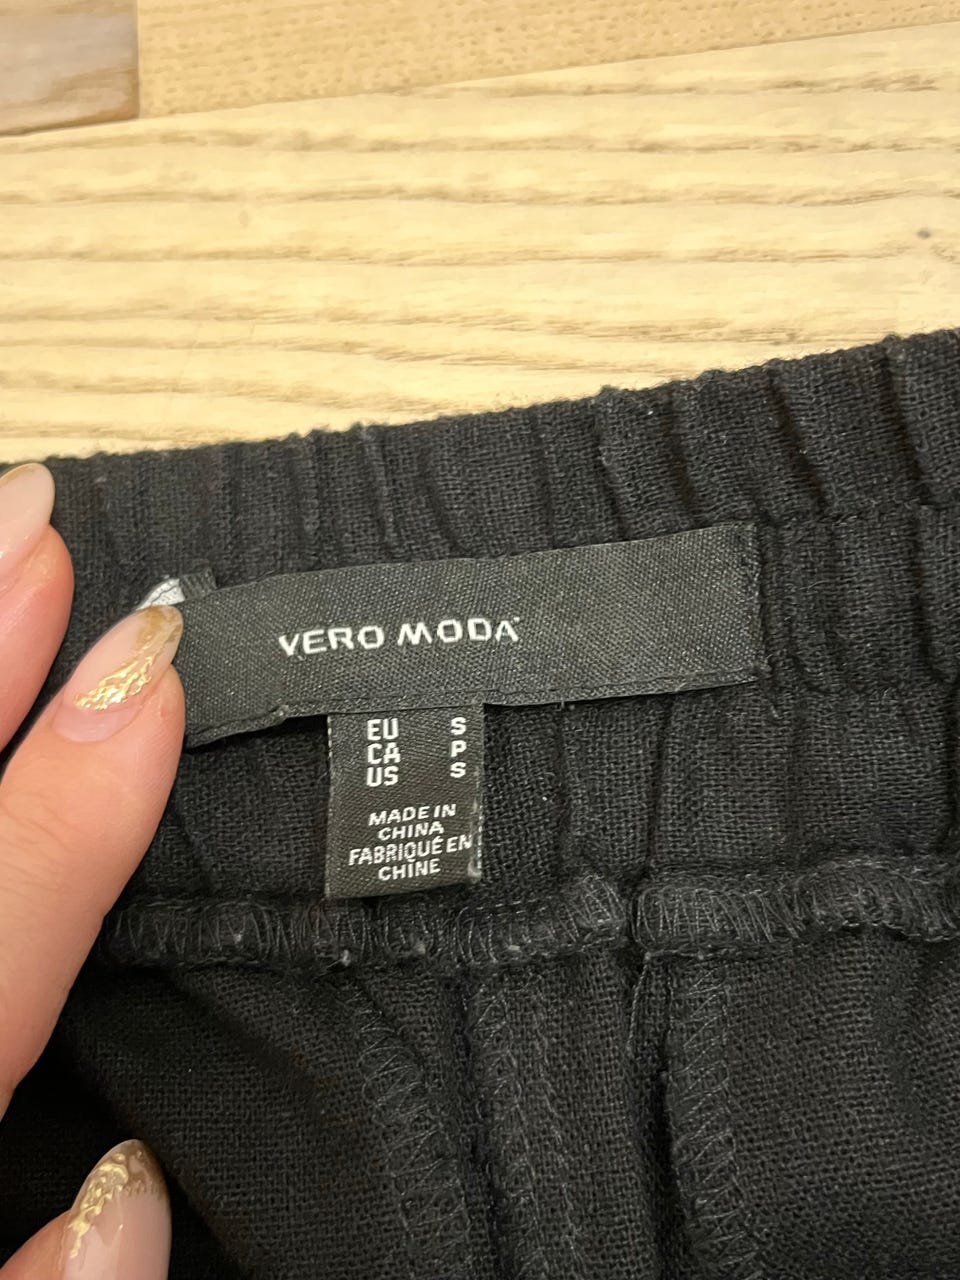 VERO MODA
EU S
CA P
US S
MADE IN
CHINA
FABRIQUÉ EN
CHINE